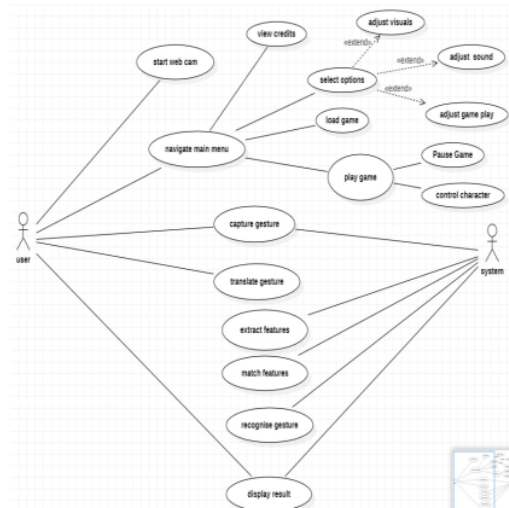 adjust visuals
view credits
«extend»
start web cam
«extend»
adjust sound
select options
«extend»
load game
adjust game play
navigate main menu
Pause Game
play game
control character
capture gesture
user
system
translate gesture
extract features
match features
recognise gesture
display result